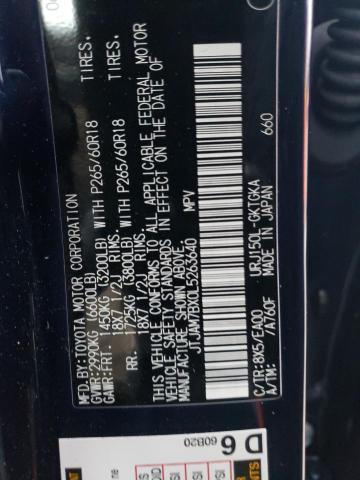 MFD.BY:TOYOTA MOTOR CORPORATION
GVWR:2990KG (6600LB)
GAWR:FRT. 1450KG (3200LB) WITH P265/60R18 TIRES,
18X7 1/2J RIMS,
RR. 1725KG (3800LB) WITH P265/60R18 TIRES,
18X7 1/2J RIMS,
THIS VEHICLE CONFORMS TO ALL APPLICABLE FEDERAL MOTOR
VEHICLE SAFETY STANDARDS IN EFFECT ON THE DATE OF
MANUFACTURE SHOWN ABOVE.
JTJAM7BX0L5263640 MPV
660
C/TR:8X5/EA00 URJ150L-GKTGKA
A/TM: /A760F MADE IN JAPAN
D 6
60B20